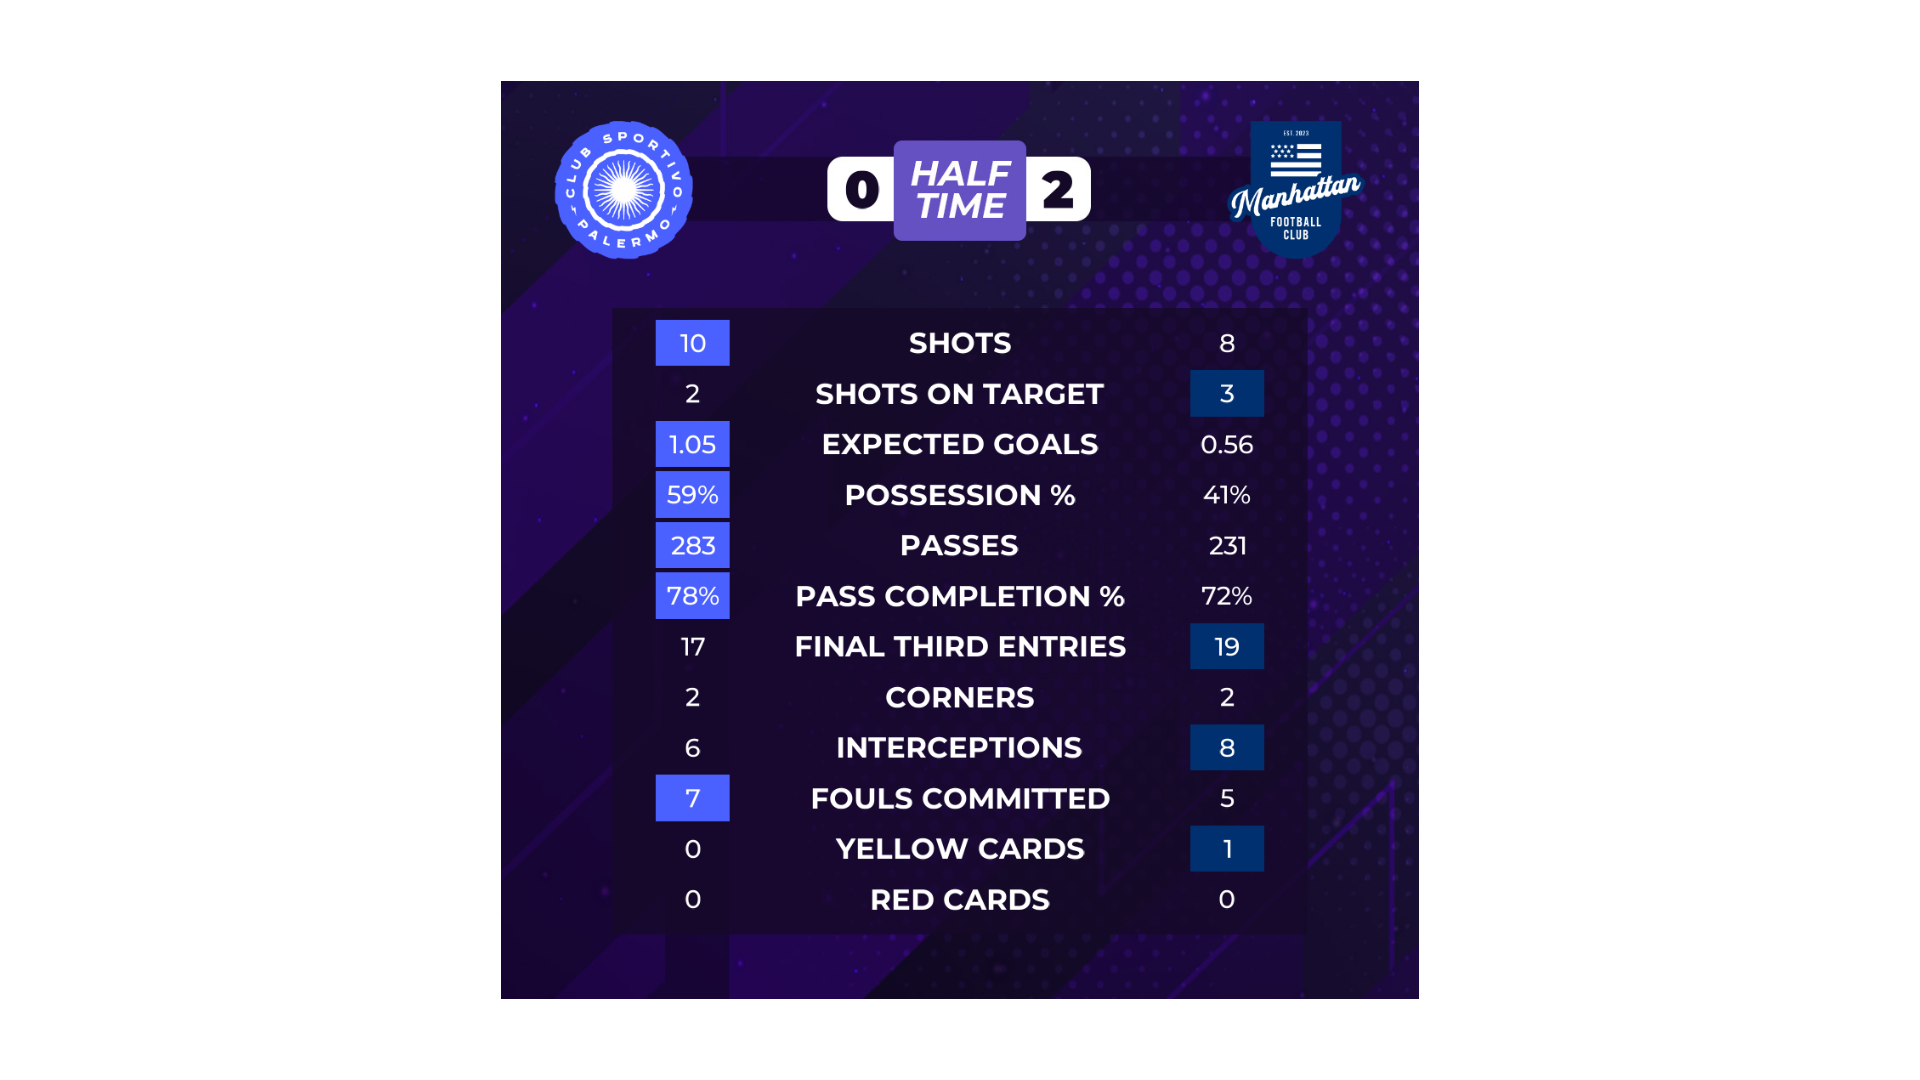 CLUB SPORTIVO
PALERMO
0
HALF
TIME
2
EST. 2023
Manhattan
FOOTBALL
CLUB
10 SHOTS 8
2 SHOTS ON TARGET 3
1.05 EXPECTED GOALS 0.56
59% POSSESSION % 41%
283 PASSES 231
78% PASS COMPLETION % 72%
17 FINAL THIRD ENTRIES 19
2 CORNERS 2
6 INTERCEPTIONS 8
7 FOULS COMMITTED 5
0 YELLOW CARDS 1
0 RED CARDS 0